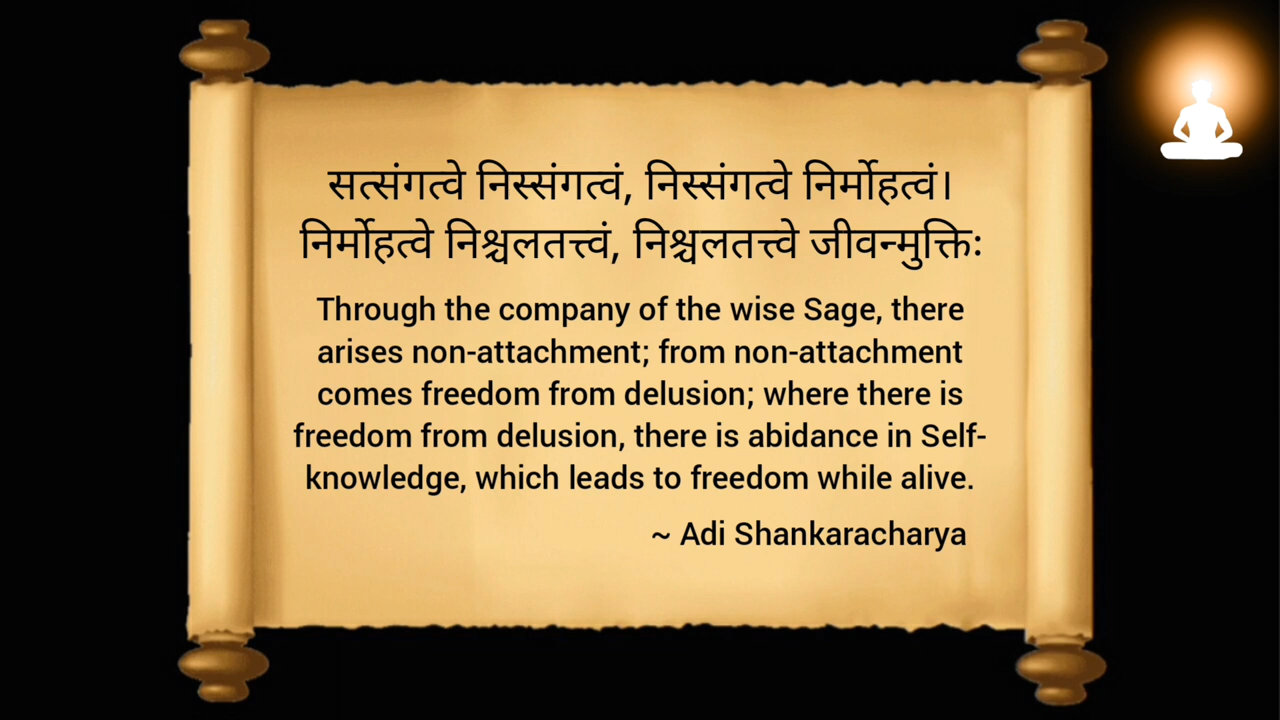 सत्संगत्वे निस्संगत्वं, निस्संगत्वे निर्मोहत्वं।
निर्मोहत्वे निश्चलतत्त्वं, निश्चलतत्त्वे जीवन्मुक्तिः
Through the company of the wise Sage, there
arises non-attachment; from non-attachment
comes freedom from delusion; where there is
freedom from delusion, there is abidance in Self-
knowledge, which leads to freedom while alive.
~ Adi Shankaracharya